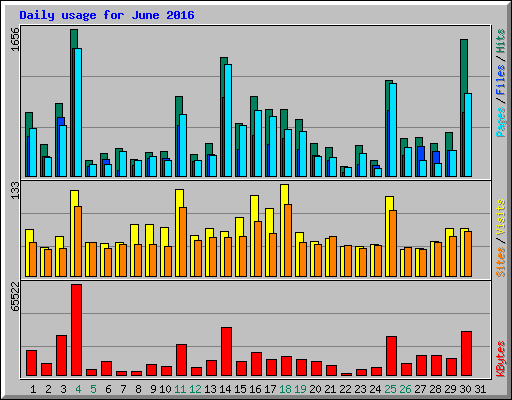 Daily usage for June 2016
1656
Pages / Files / Hits
133
Sites / Visits
65522
KBytes
1 2 3 4 5 6 7 8 9 10 11 12 13 14 15 16 17 18 19 20 21 22 23 24 25 26 27 28 29 30 31